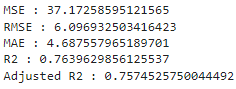 MSE : 37.17258595121565
RMSE : 6.096932503416423
MAE : 4.687557965189701
R2 : 0.7639629856125537
Adjusted R2 : 0.7574525750044492